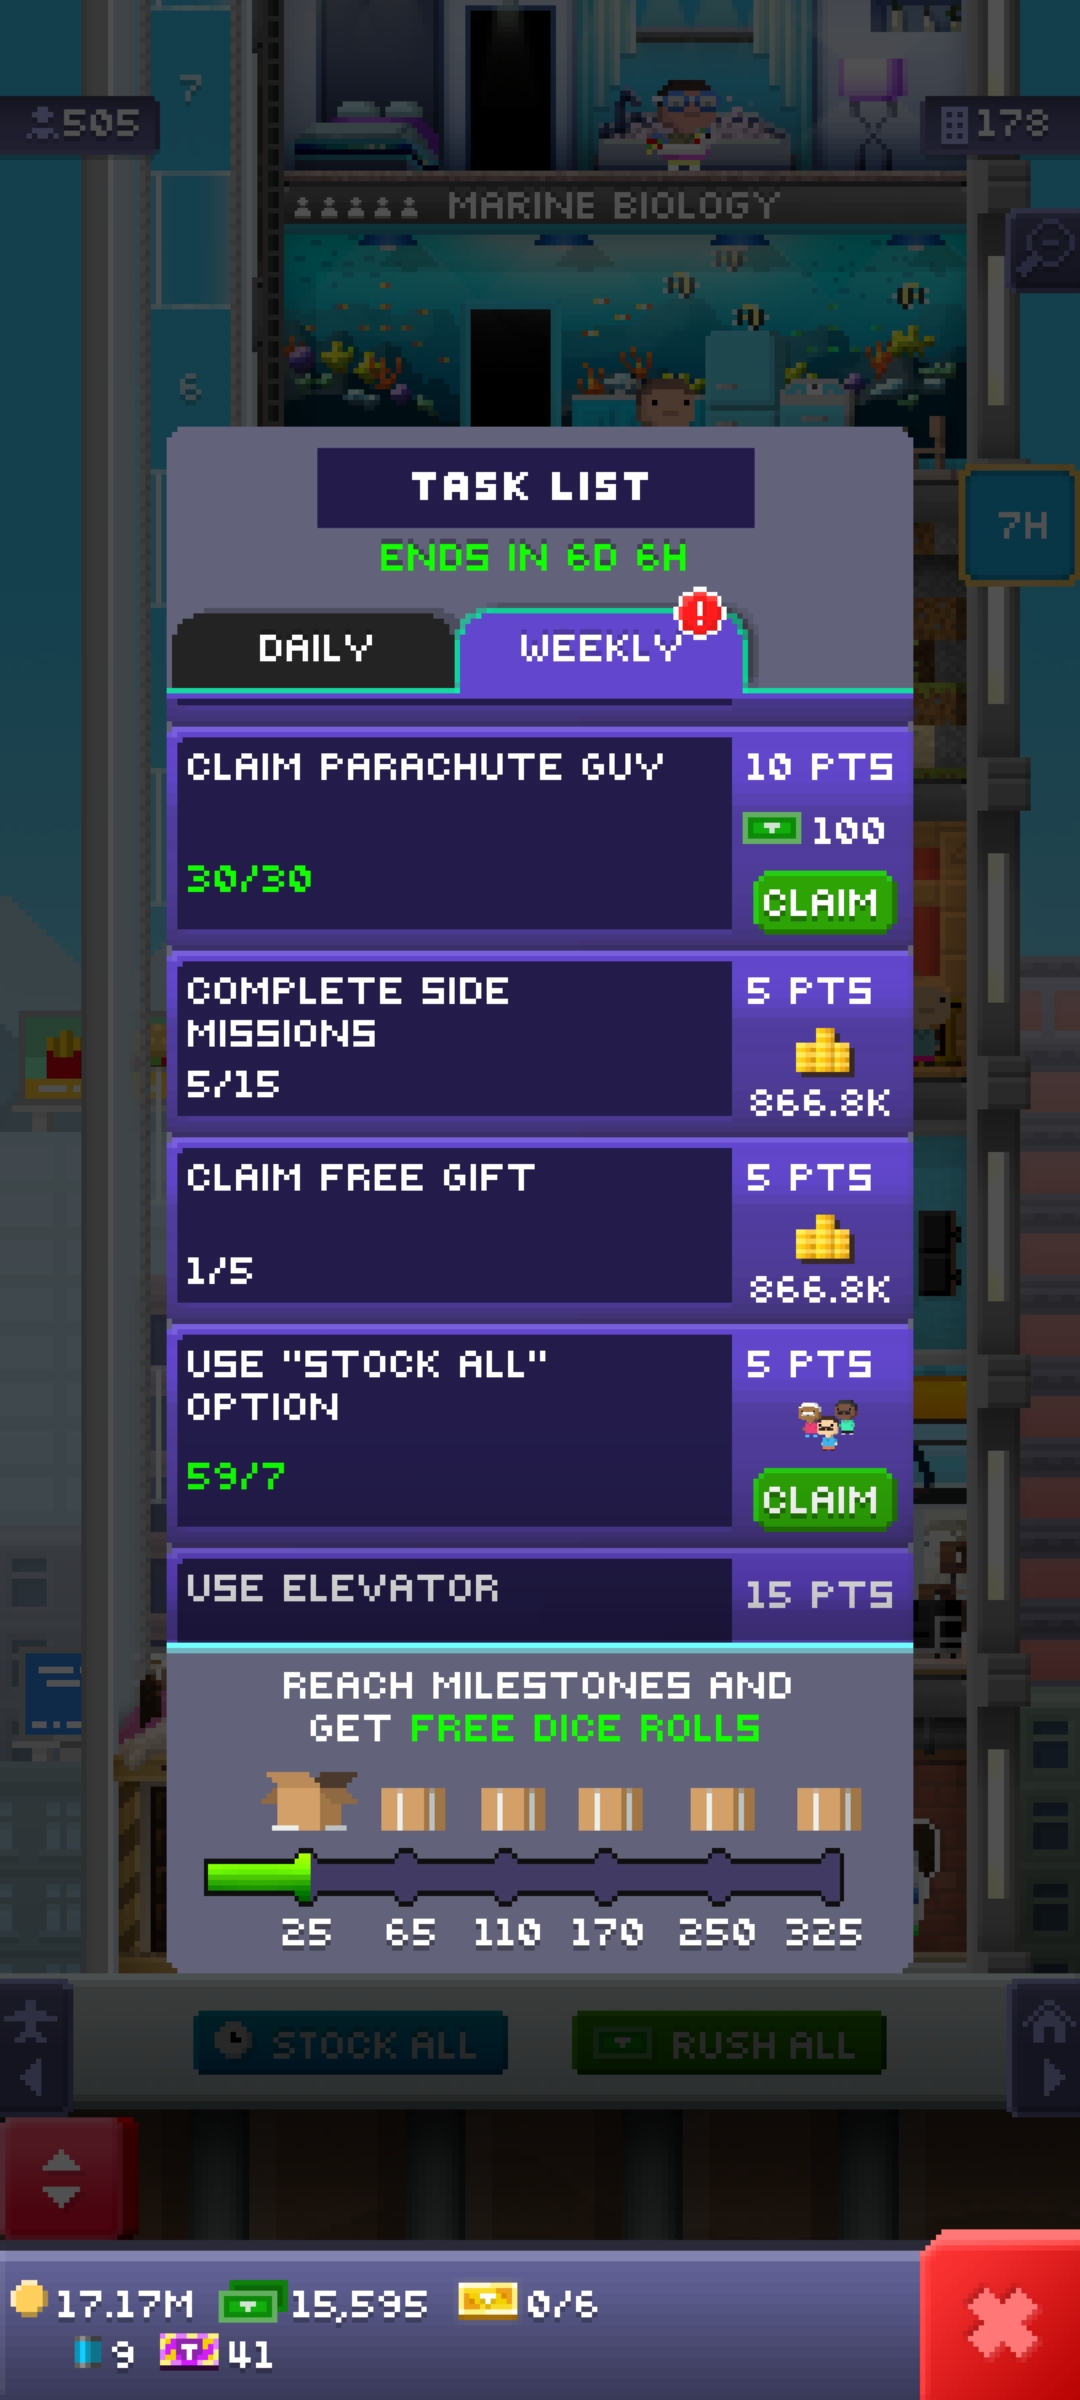 7
505
178
MARINE BIOLOGY
6
TASK LIST
ENDS IN 6D 6H
7H
DAILY
WEEKLY
!
CLAIM PARACHUTE GUY
10 PTS
100
30/30
CLAIM
COMPLETE SIDE
MISSIONS
5 PTS
5/15
866.8K
CLAIM FREE GIFT
5 PTS
1/5
866.8K
USE "STOCK ALL"
OPTION
5 PTS
59/7
CLAIM
USE ELEVATOR
15 PTS
REACH MILESTONES AND
GET FREE DICE ROLLS
25 65 110 170 250 325
STOCK ALL
RUSH ALL
17.17M 15,595 0/6
9 41